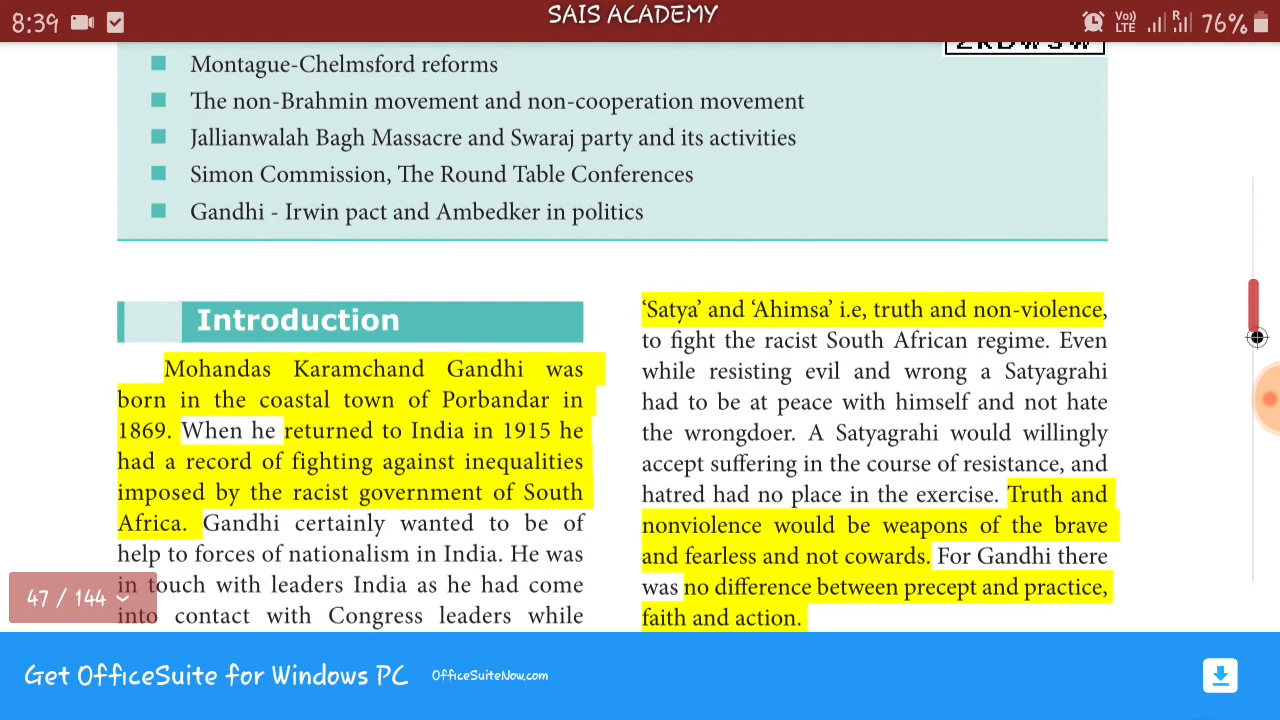 8:39
SAIS ACADEMY
Vo)
LTE
R
76%
Montague-Chelmsford reforms
The non-Brahmin movement and non-cooperation movement
Jallianwalah Bagh Massacre and Swaraj party and its activities
Simon Commission, The Round Table Conferences
Gandhi - Irwin pact and Ambedker in politics
Introduction
Mohandas Karamchand Gandhi was
born in the coastal town of Porbandar in
1869. When he returned to India in 1915 he
had a record of fighting against inequalities
imposed by the racist government of South
Africa. Gandhi certainly wanted to be of
help to forces of nationalism in India. He was
in touch with leaders India as he had come
into contact with Congress leaders while
‘Satya’ and ‘Ahimsa’ i.e, truth and non-violence,
to fight the racist South African regime. Even
while resisting evil and wrong a Satyagrahi
had to be at peace with himself and not hate
the wrongdoer. A Satyagrahi would willingly
accept suffering in the course of resistance, and
hatred had no place in the exercise. Truth and
nonviolence would be weapons of the brave
and fearless and not cowards. For Gandhi there
was no difference between precept and practice,
faith and action.
47 / 144
Get OfficeSuite for Windows PC
OfficeSuiteNow.com